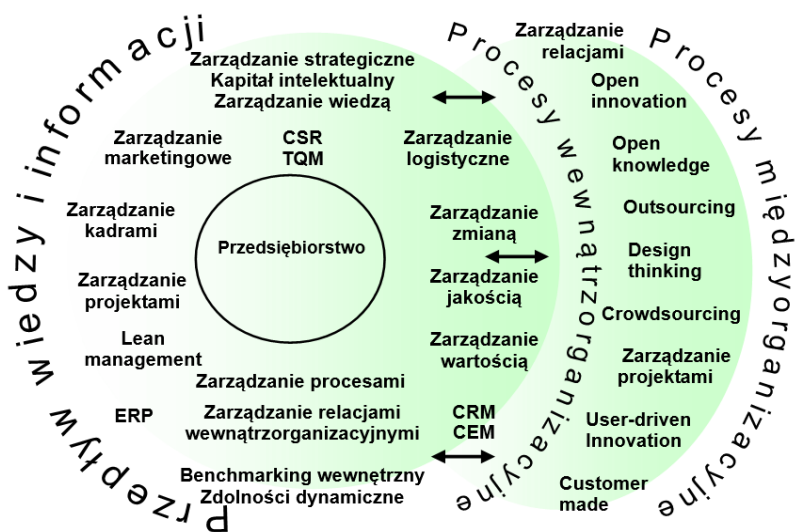 Przepływ wiedzy i informacji
Zarządzanie strategiczne
Kapitał intelektualny
Zarządzanie wiedzą
Zarządzanie
marketingowe
CSR
TQM
Zarządzanie
logistyczne
Zarządzanie
kadrami
Przedsiębiorstwo
Zarządzanie
zmianą
Zarządzanie
projektami
Zarządzanie
jakością
Lean
management
Zarządzanie
wartością
Zarządzanie procesami
ERP
Zarządzanie relacjami
wewnątrzorganizacyjnymi
CRM
CEM
Benchmarking wewnętrzny
Zdolności dynamiczne
Procesy wewnątrzorganizacyjne
Zarządzanie
relacjami
Open
innovation
Open
knowledge
Outsourcing
Design
thinking
Crowdsourcing
Zarządzanie
projektami
User-driven
Innovation
Customer
made
Procesy międzyorganizacyjne